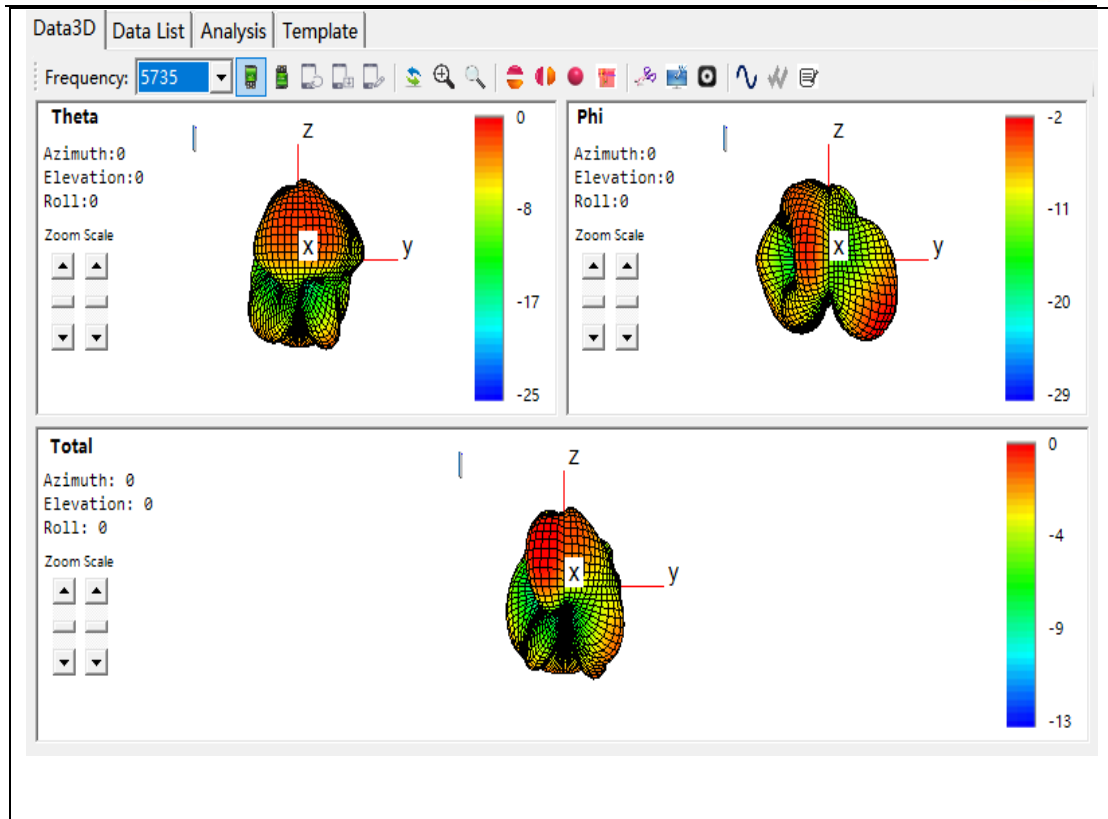 Data3D Data List Analysis Template
Frequency: 5735
Theta
Azimuth:0
Elevation:0
Roll:0
Zoom Scale
Z
X
y
0
-8
-17
-25
Phi
Azimuth:0
Elevation:0
Roll:0
Zoom Scale
Z
X
y
-2
-11
-20
-29
Total
Azimuth: 0
Elevation: 0
Roll: 0
Zoom Scale
Z
X
y
0
-4
-9
-13